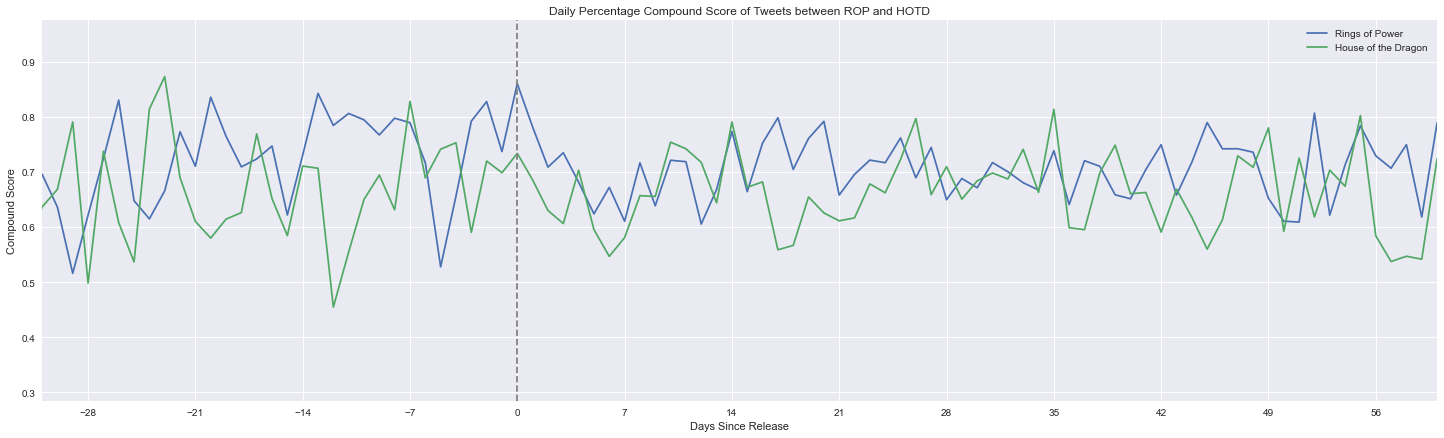 Daily Percentage Compound Score of Tweets between ROP and HOTD
Rings of Power
House of the Dragon
Compound Score
0.9
0.8
0.7
0.6
0.5
0.4
0.3
−28 −21 −14 −7 0 7 14 21 28 35 42 49 56
Days Since Release